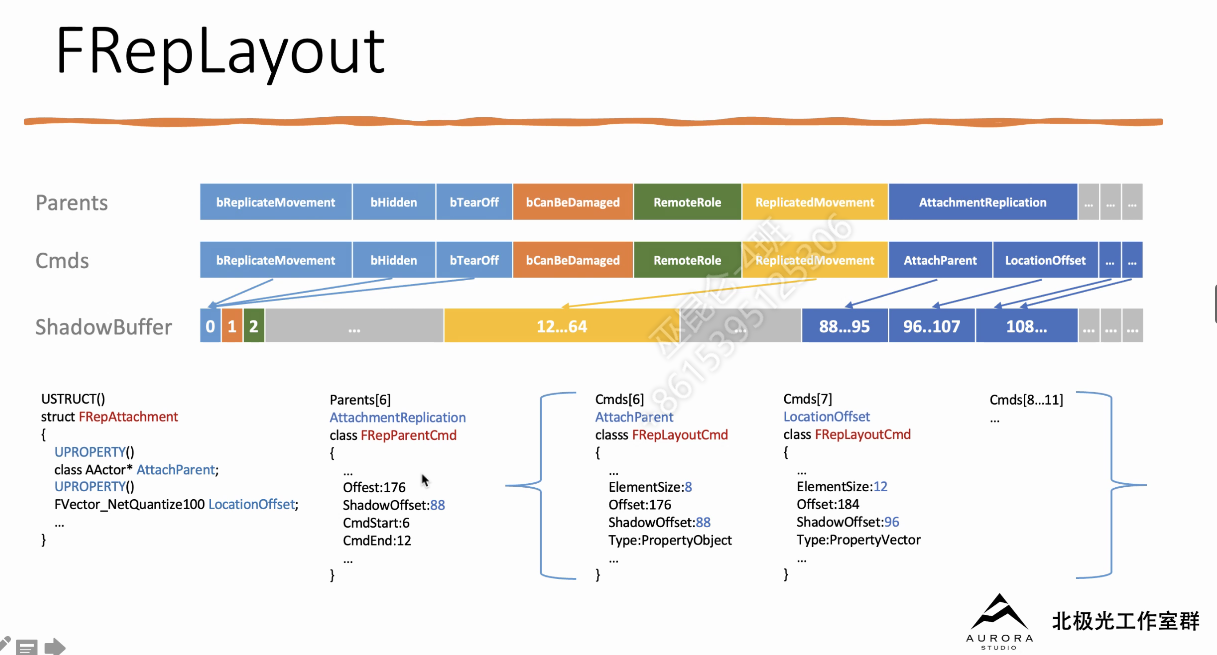 FRepLayout
Parents
bReplicateMovement bHidden bTearOff bCanBeDamaged RemoteRole ReplicatedMovement AttachmentReplication ... ... ...
Cmds
bReplicateMovement bHidden bTearOff bCanBeDamaged RemoteRole ReplicatedMovement AttachParent LocationOffset ... ...
ShadowBuffer
0 1 2 ... 12...64 ... 88...95 96..107 108... ... ... ...
USTRUCT()
struct FRepAttachment
{
UPROPERTY()
class AActor* AttachParent;
UPROPERTY()
FVector_NetQuantize100 LocationOffset;
...
}
Parents[6]
AttachmentReplication
class FRepParentCmd
{
...
Offest:176
ShadowOffset:88
CmdStart:6
CmdEnd:12
...
}
Cmds[6]
AttachParent
classs FRepLayoutCmd
{
...
ElementSize:8
Offset:176
ShadowOffset:88
Type:PropertyObject
...
}
Cmds[7]
LocationOffset
class FRepLayoutCmd
{
...
ElementSize:12
Offset:184
ShadowOffset:96
Type:PropertyVector
...
}
Cmds[8...11]
...
AURORA
STUDIO
北极光工作室群